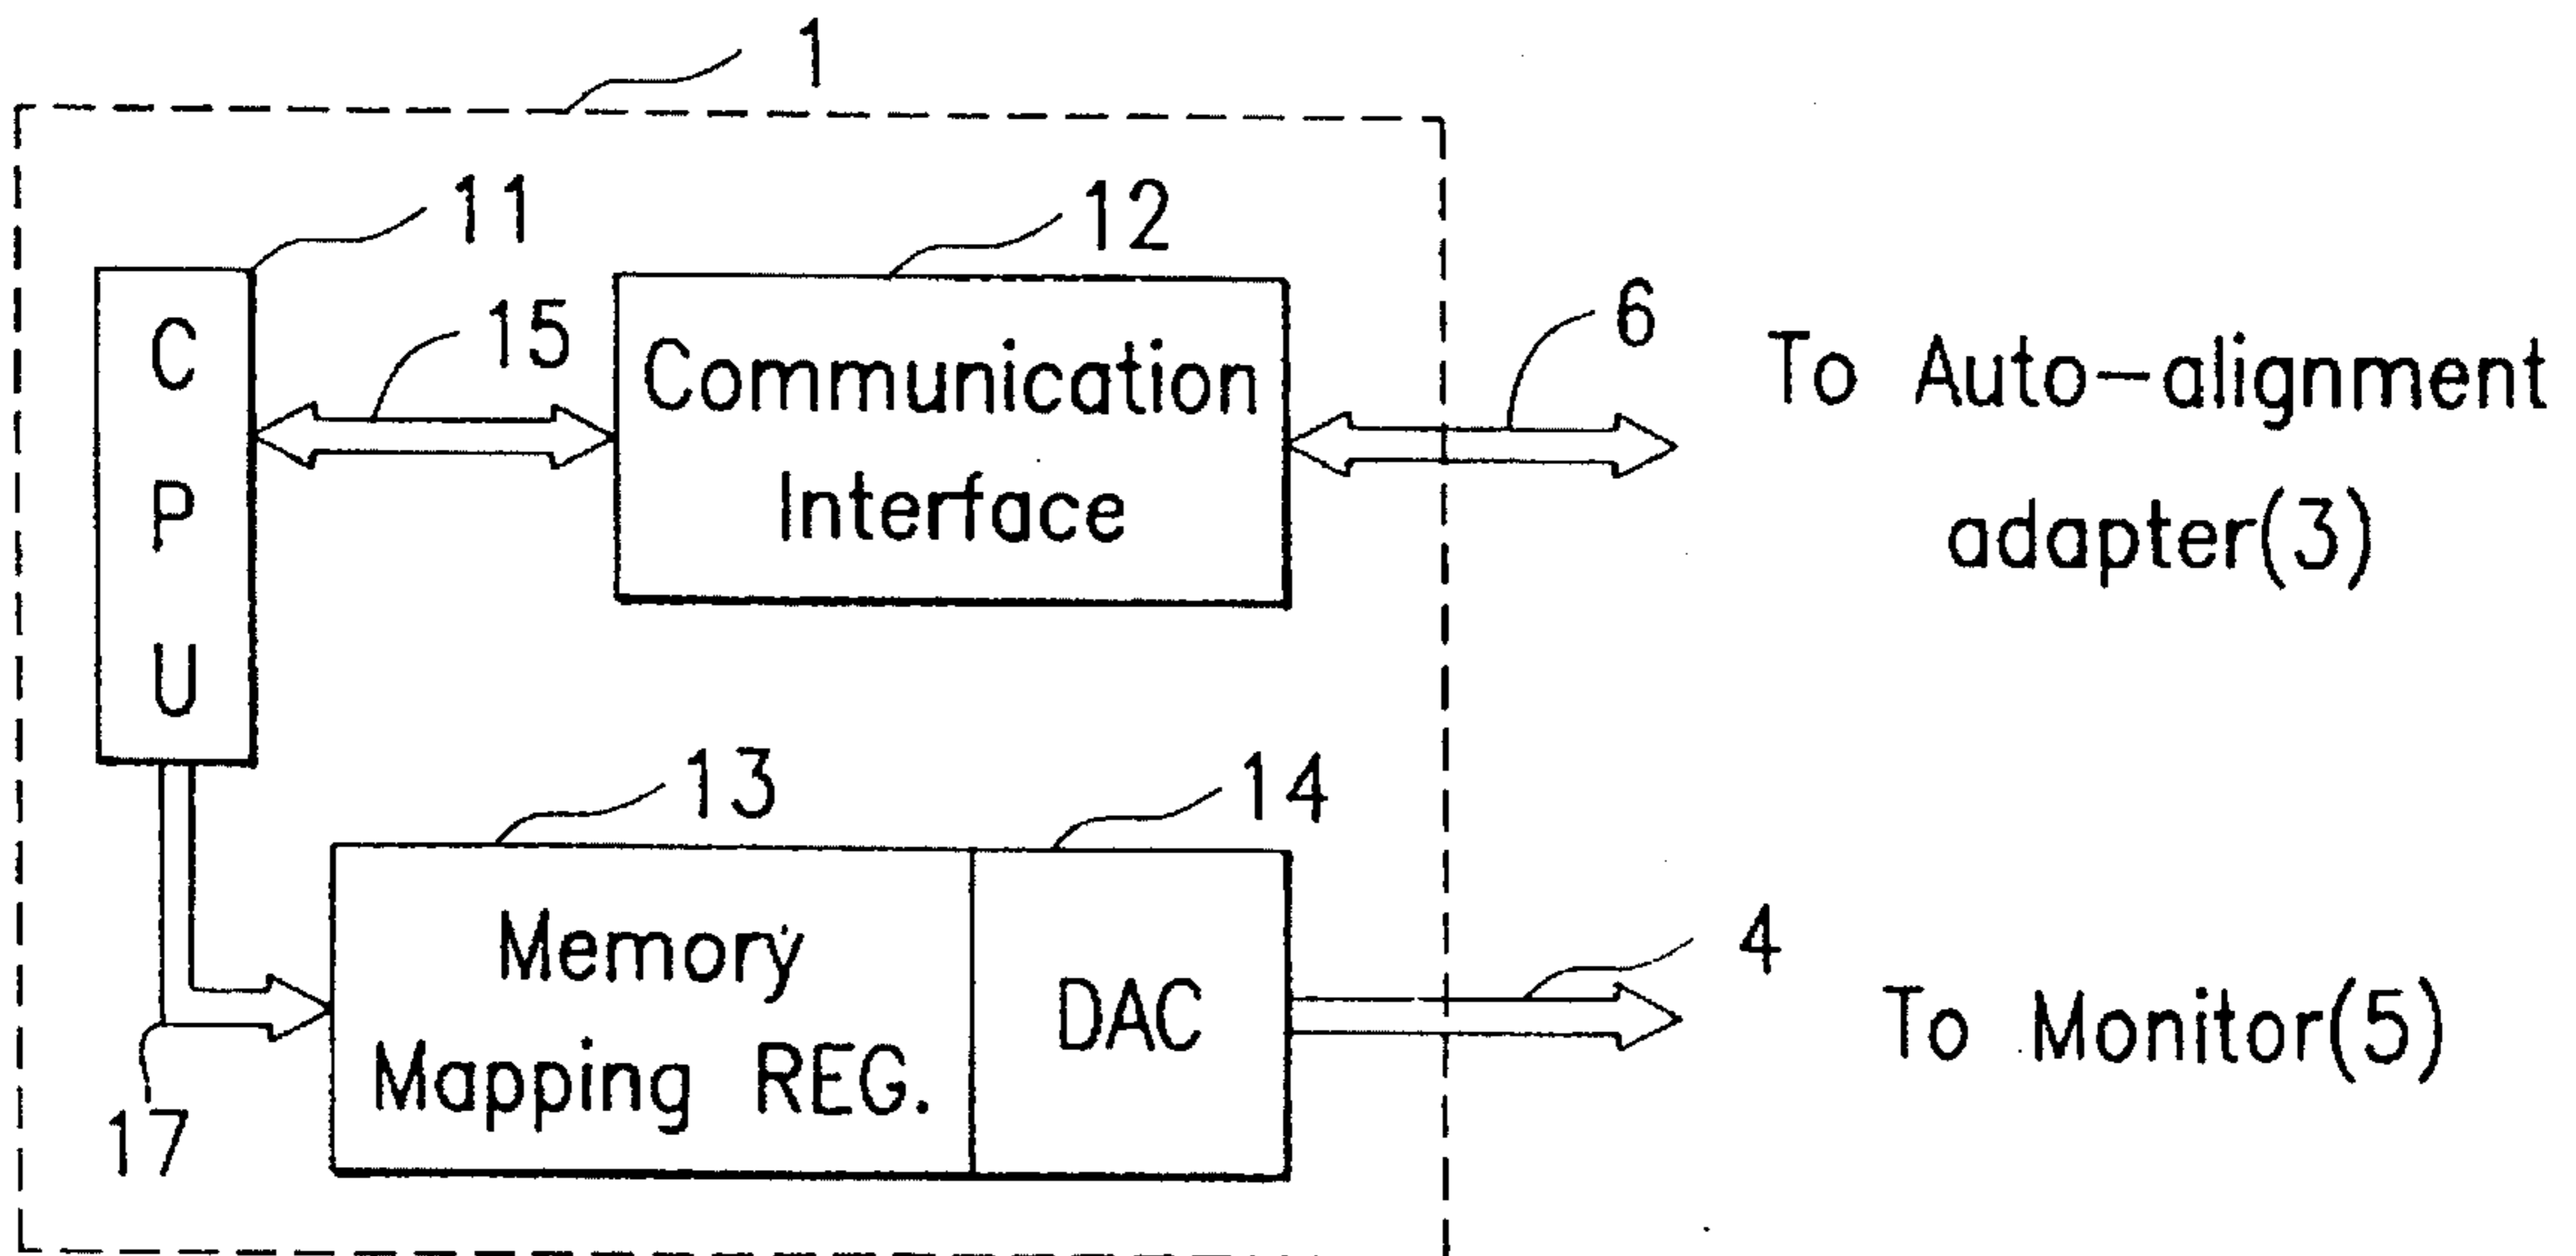 1
11
12
15
6
C
P
U
Communication
Interface
To Auto-alignment
adapter(3)
13
14
4
Memory
Mapping REG.
DAC
To Monitor(5)
17